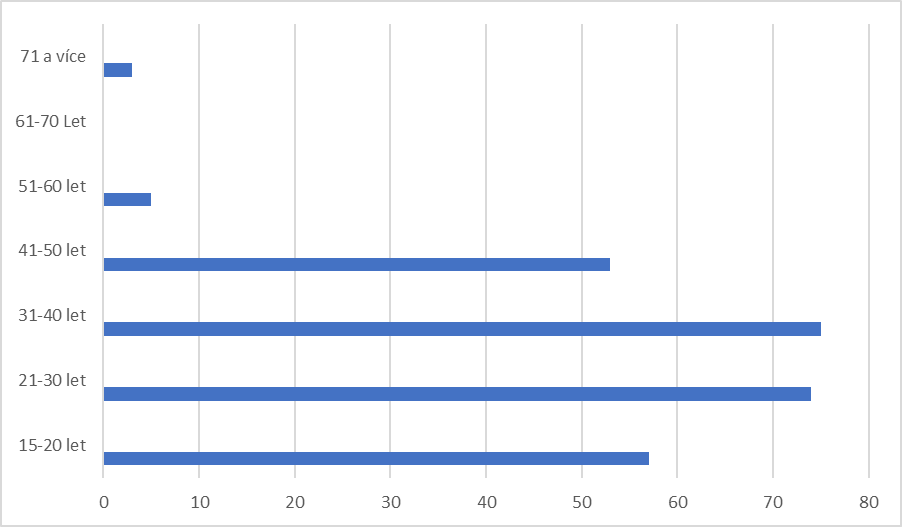 71 a více
61-70 Let
51-60 let
41-50 let
31-40 let
21-30 let
15-20 let
0 10 20 30 40 50 60 70 80